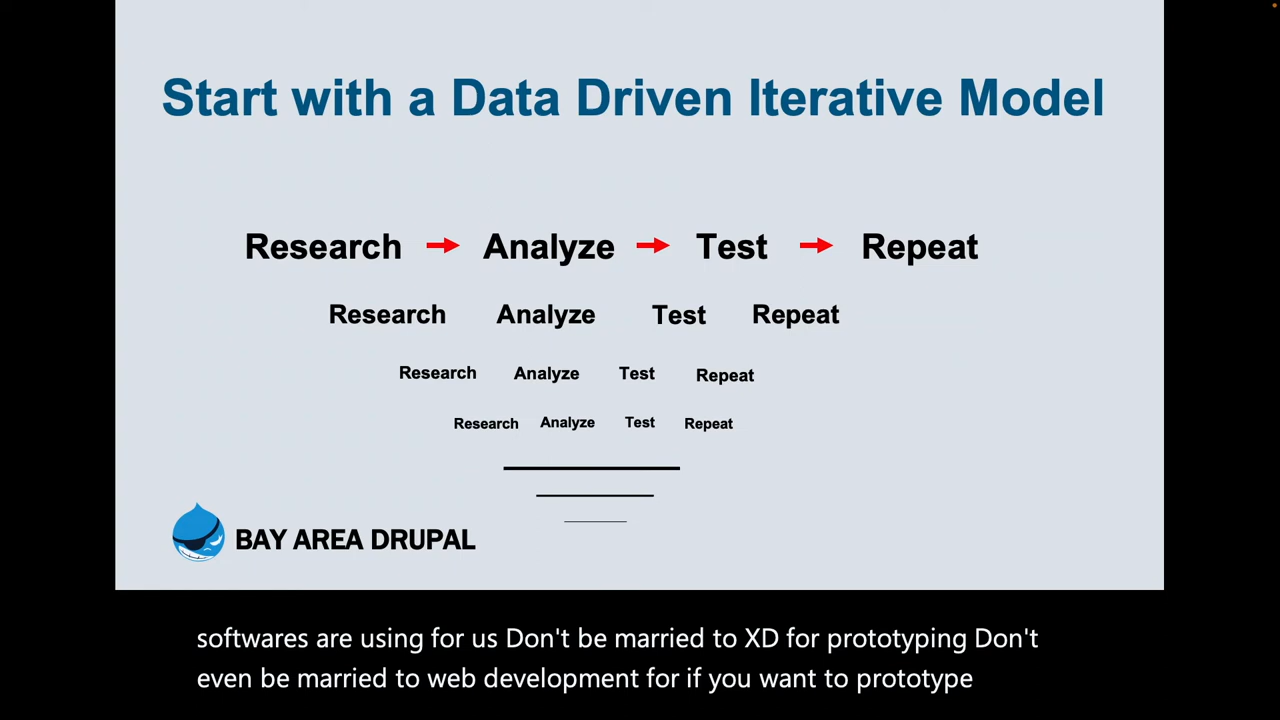 Start with a Data Driven Iterative Model
Research → Analyze → Test → Repeat
Research Analyze Test Repeat
Research Analyze Test Repeat
Research Analyze Test Repeat
BAY AREA DRUPAL
softwares are using for us Don't be married to XD for prototyping Don't
even be married to web development for if you want to prototype